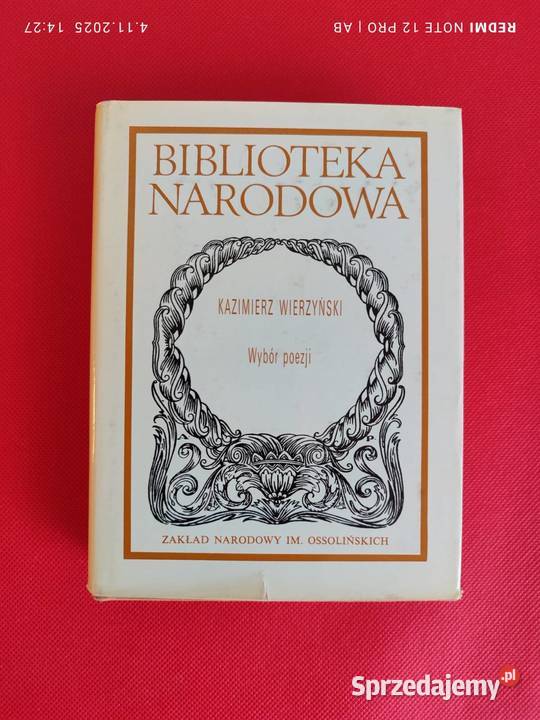 REDMI NOTE 12 PRO | AB
4.11.2025 14:27
BIBLIOTEKA
NARODOWA
KAZIMIERZ WIERZYŃSKI
Wybór poezji
ZAKŁAD NARODOWY IM. OSSOLIŃSKICH
Sprzedajemy.pl